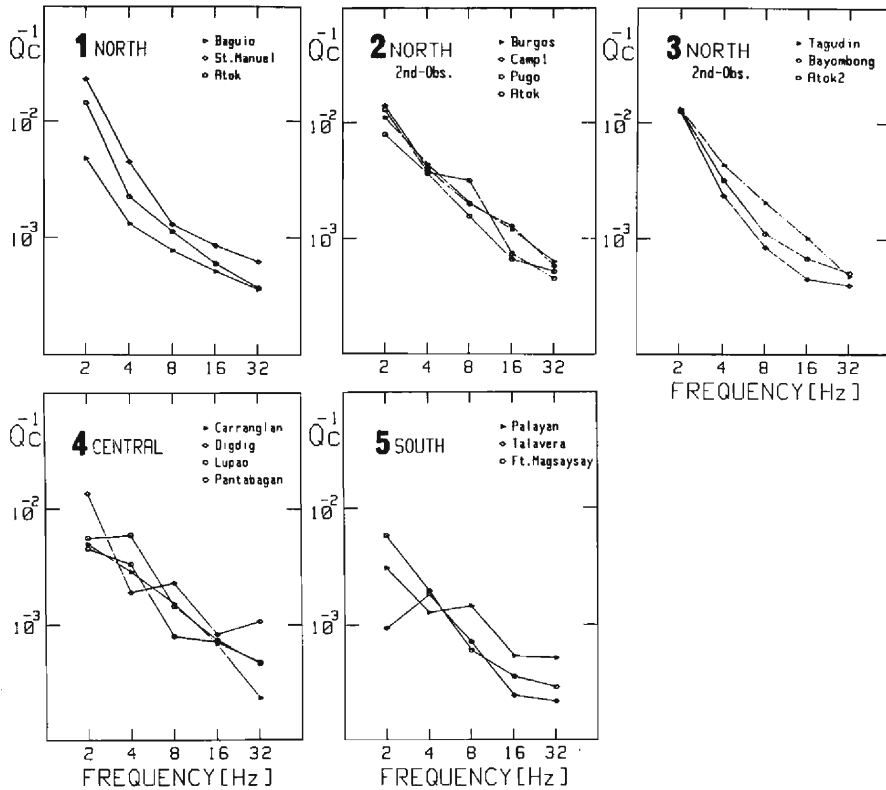 Qc⁻¹
1 NORTH
Baguio
St.Manuel
Atok
10⁻²
10⁻³
2 4 8 16 32
2 NORTH
2nd-Obs.
Burgos
Camp1
Pugo
Atok
10⁻²
10⁻³
2 4 8 16 32
3 NORTH
2nd-Obs.
Tagudin
Bayombong
Atok2
10⁻²
10⁻³
2 4 8 16 32
FREQUENCY[Hz]
Qc⁻¹
4 CENTRAL
Carranglan
Digdig
Lupao
Pantabagan
10⁻²
10⁻³
2 4 8 16 32
FREQUENCY[Hz]
Qc⁻¹
5 SOUTH
Palayan
Talavera
Ft.Magsaysay
10⁻²
10⁻³
2 4 8 16 32
FREQUENCY[Hz]